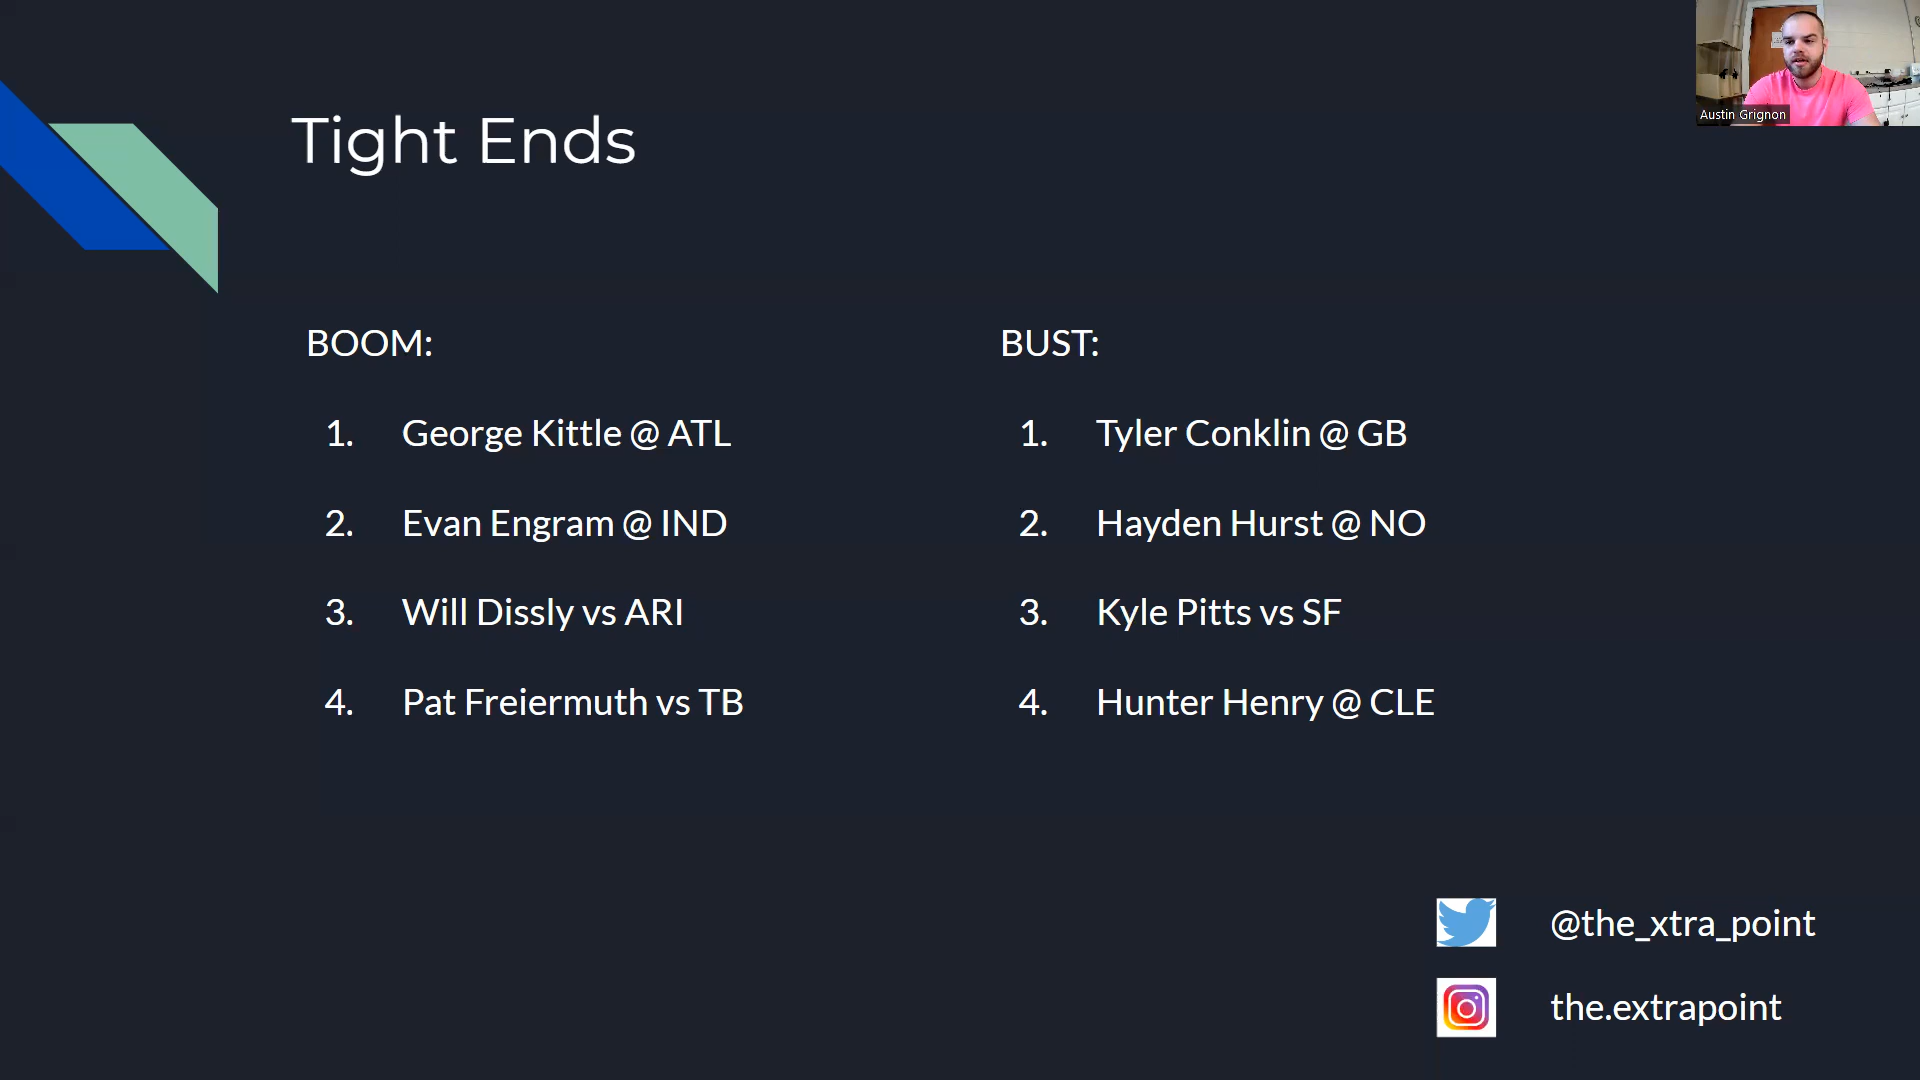 Austin Grignon
Tight Ends
BOOM:
1. George Kittle @ ATL
2. Evan Engram @ IND
3. Will Dissly vs ARI
4. Pat Freiermuth vs TB
BUST:
1. Tyler Conklin @ GB
2. Hayden Hurst @ NO
3. Kyle Pitts vs SF
4. Hunter Henry @ CLE
@the_xtra_point
the.extrapoint